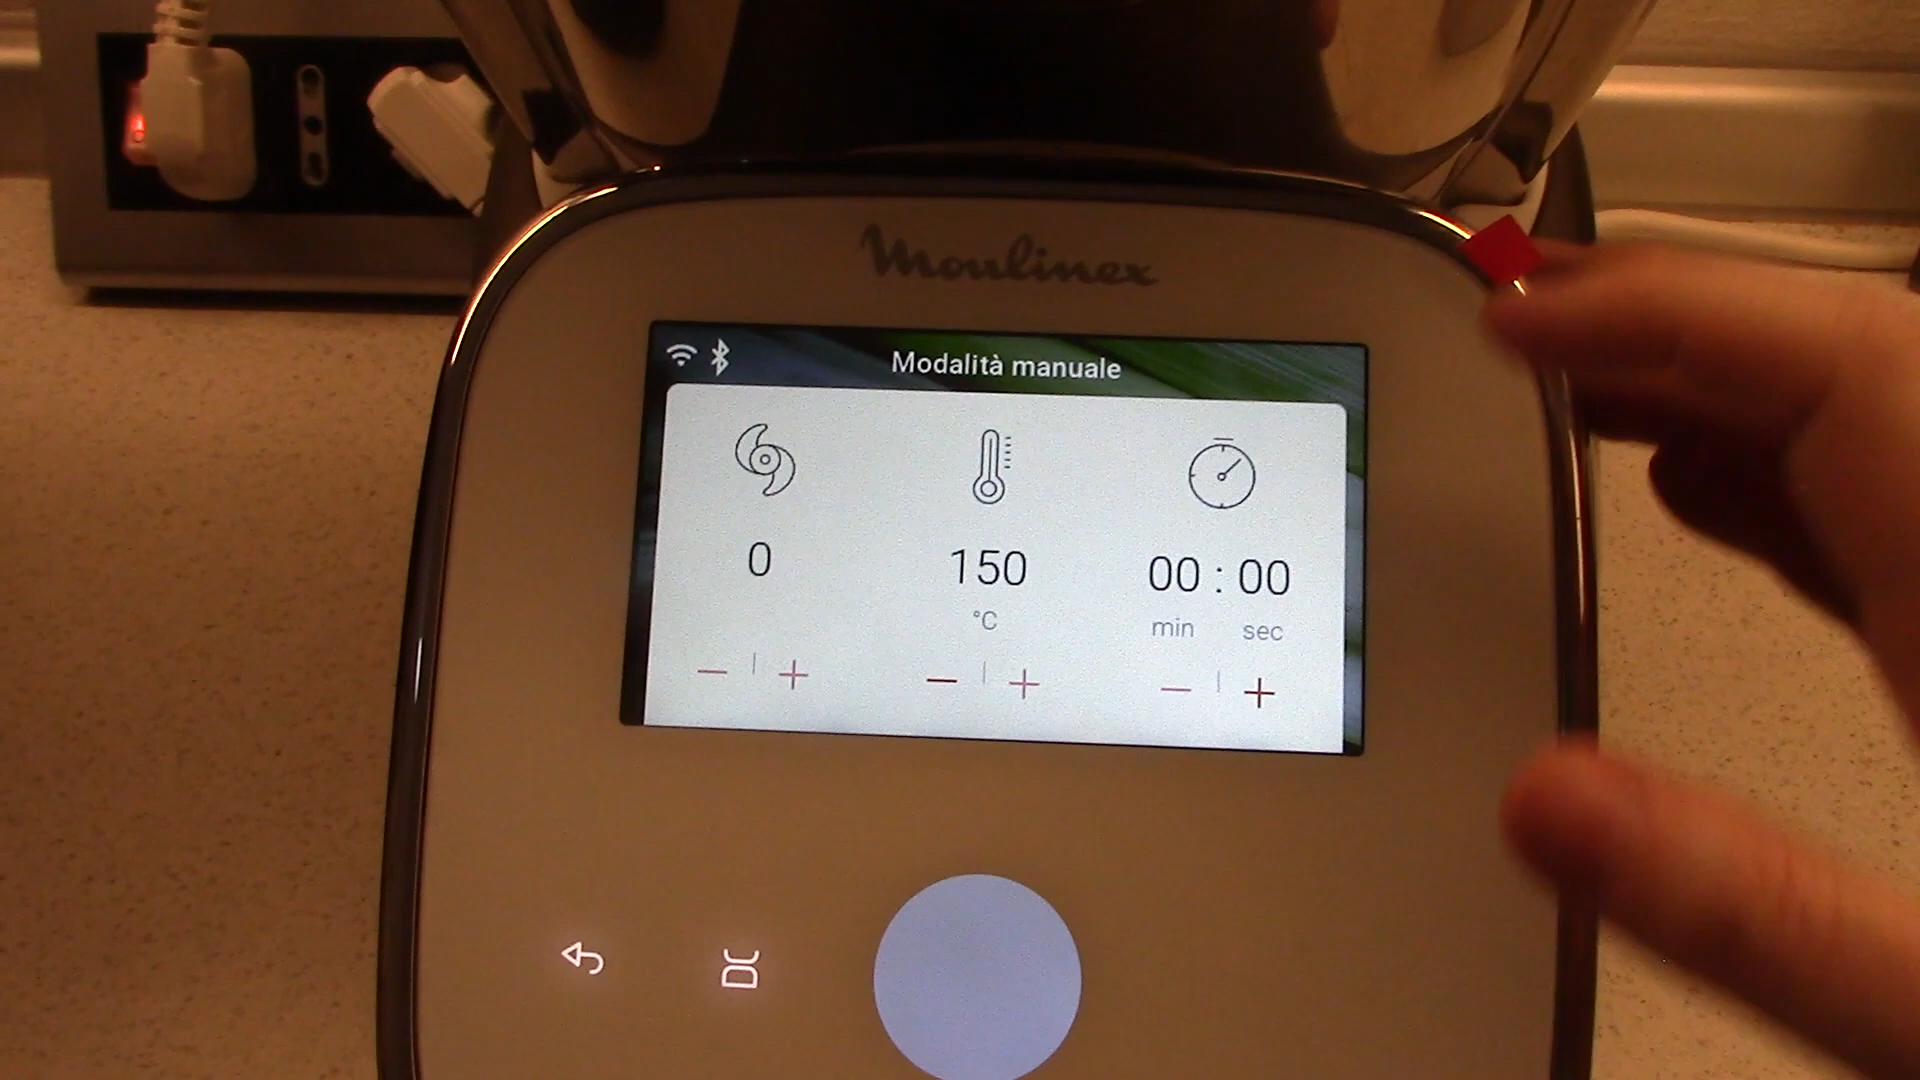 Moulinex
Modalità manuale
0 150 00 : 00
°C min sec
− | + − | + − | +